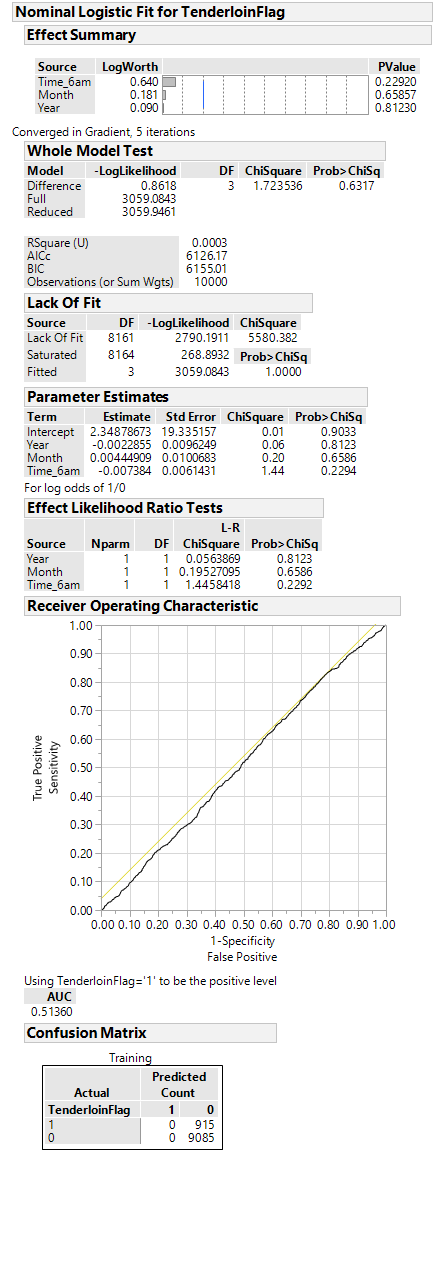 Nominal Logistic Fit for TenderloinFlag
Effect Summary
Source LogWorth PValue
Time_6am 0.640 0.22920
Month 0.181 0.65857
Year 0.090 0.81230
Converged in Gradient, 5 iterations
Whole Model Test
Model -LogLikelihood DF ChiSquare Prob>ChiSq
Difference 0.8618 3 1.723536 0.6317
Full 3059.0843
Reduced 3059.9461
RSquare (U) 0.0003
AICc 6126.17
BIC 6155.01
Observations (or Sum Wgts) 10000
Lack Of Fit
Source DF -LogLikelihood ChiSquare
Lack Of Fit 8161 2790.1911 5580.382
Saturated 8164 268.8932 Prob>ChiSq
Fitted 3 3059.0843 1.0000
Parameter Estimates
Term Estimate Std Error ChiSquare Prob>ChiSq
Intercept 2.34878673 19.335157 0.01 0.9033
Year -0.0022855 0.0096249 0.06 0.8123
Month 0.00444909 0.0100683 0.20 0.6586
Time_6am -0.007384 0.0061431 1.44 0.2294
For log odds of 1/0
Effect Likelihood Ratio Tests
L-R
Source Nparm DF ChiSquare Prob>ChiSq
Year 1 1 0.0563869 0.8123
Month 1 1 0.19527095 0.6586
Time_6am 1 1 1.4458418 0.2292
Receiver Operating Characteristic
1.00
0.90
0.80
0.70
0.60
0.50
0.40
0.30
0.20
0.10
0.00
True Positive
Sensitivity
0.00 0.10 0.20 0.30 0.40 0.50 0.60 0.70 0.80 0.90 1.00
1-Specificity
False Positive
Using TenderloinFlag='1' to be the positive level
AUC
0.51360
Confusion Matrix
Training
Predicted
Actual Count
TenderloinFlag 1 0
1 0 915
0 0 9085